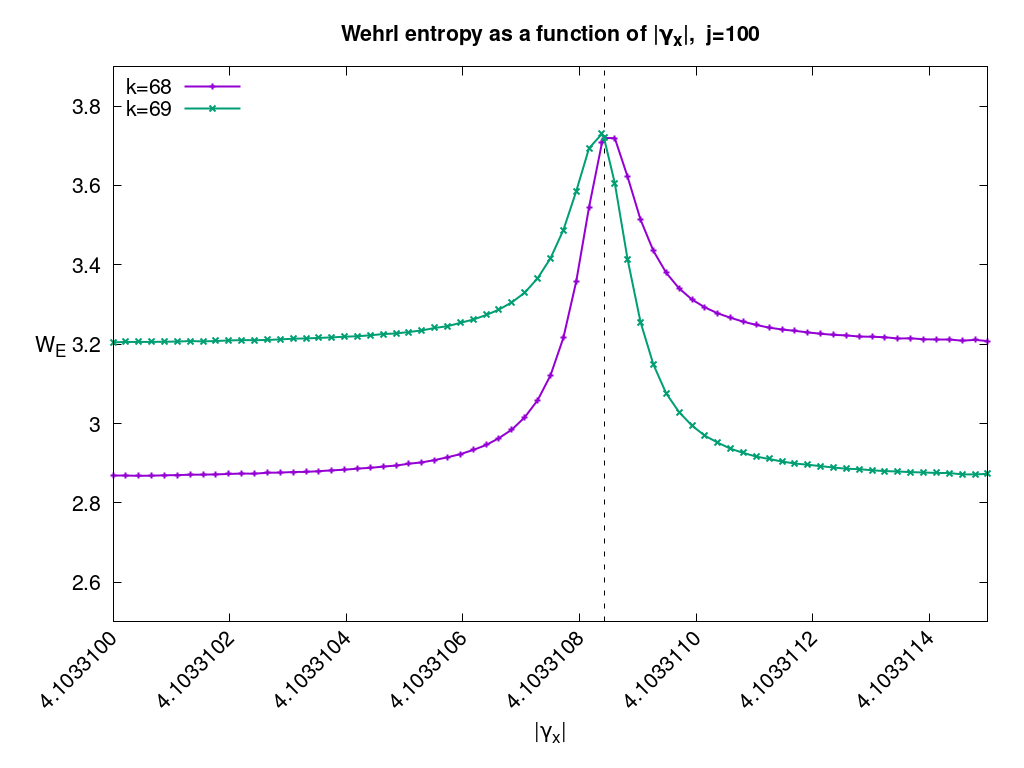 Wehrl entropy as a function of |γₓ|, j=100
k=68
k=69
3.8
3.6
3.4
W_E 3.2
3
2.8
2.6
4.1033100
4.1033102
4.1033104
4.1033106
4.1033108
4.1033110
4.1033112
4.1033114
|γₓ|